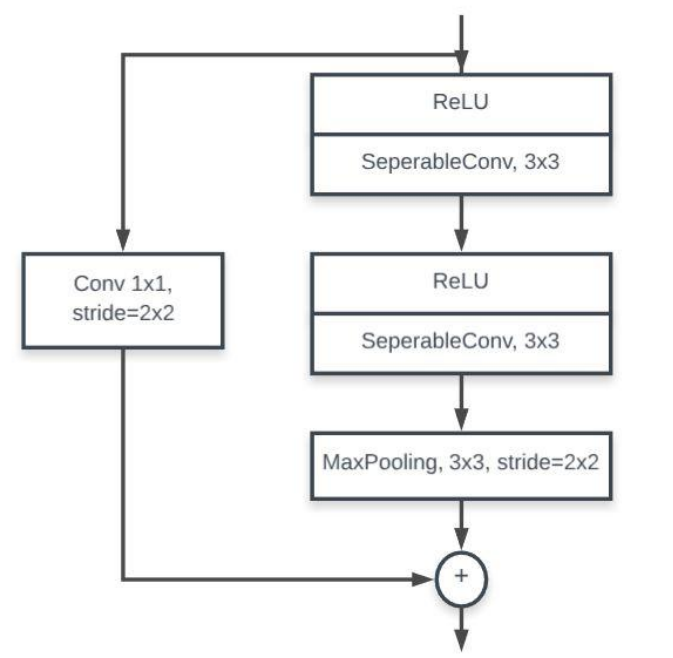 ReLU
SeperableConv, 3x3
Conv 1x1,
stride=2x2
ReLU
SeperableConv, 3x3
MaxPooling, 3x3, stride=2x2
+